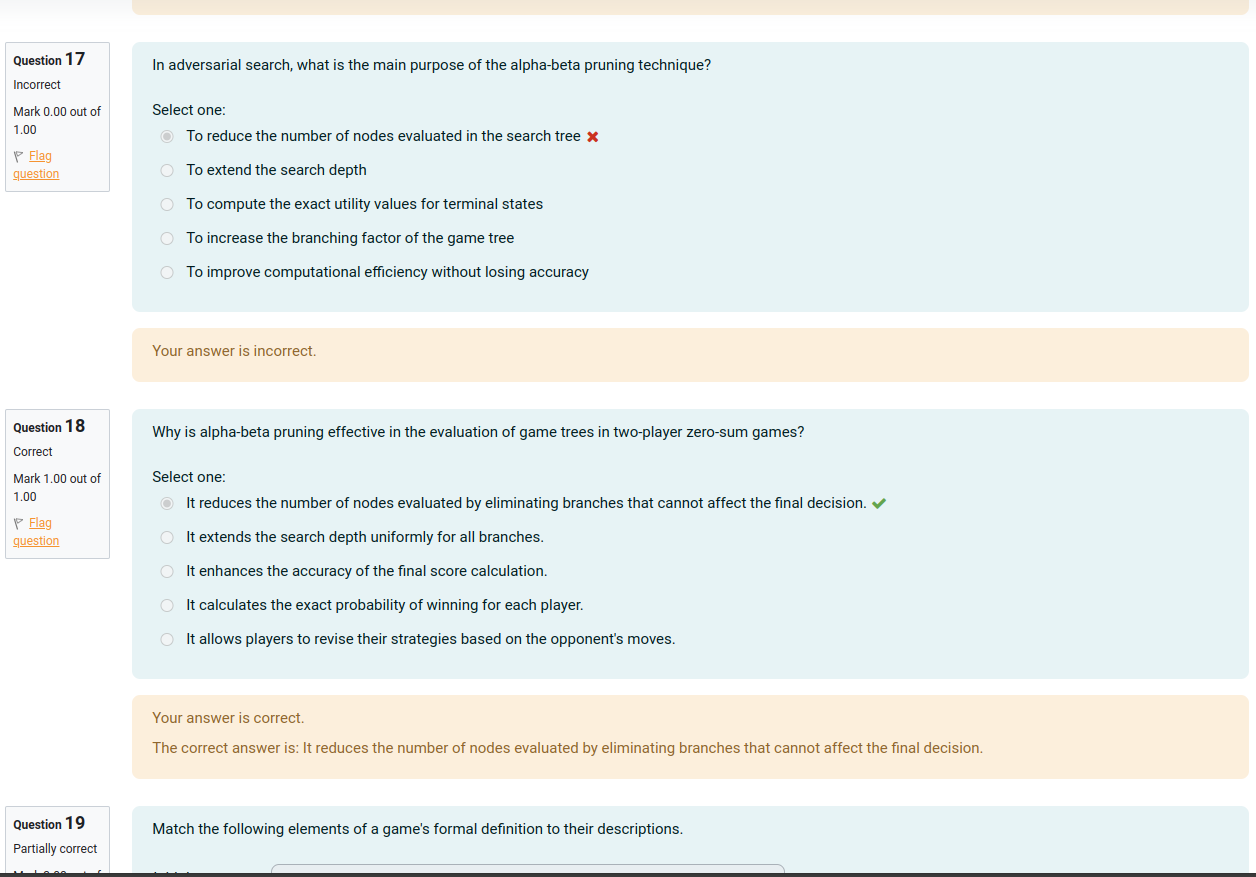 Question 17
Incorrect
Mark 0.00 out of
1.00
Flag
question
In adversarial search, what is the main purpose of the alpha-beta pruning technique?
Select one:
To reduce the number of nodes evaluated in the search tree
To extend the search depth
To compute the exact utility values for terminal states
To increase the branching factor of the game tree
To improve computational efficiency without losing accuracy
Your answer is incorrect.
Question 18
Correct
Mark 1.00 out of
1.00
Flag
question
Why is alpha-beta pruning effective in the evaluation of game trees in two-player zero-sum games?
Select one:
It reduces the number of nodes evaluated by eliminating branches that cannot affect the final decision.
It extends the search depth uniformly for all branches.
It enhances the accuracy of the final score calculation.
It calculates the exact probability of winning for each player.
It allows players to revise their strategies based on the opponent's moves.
Your answer is correct.
The correct answer is: It reduces the number of nodes evaluated by eliminating branches that cannot affect the final decision.
Question 19
Partially correct
Match the following elements of a game's formal definition to their descriptions.